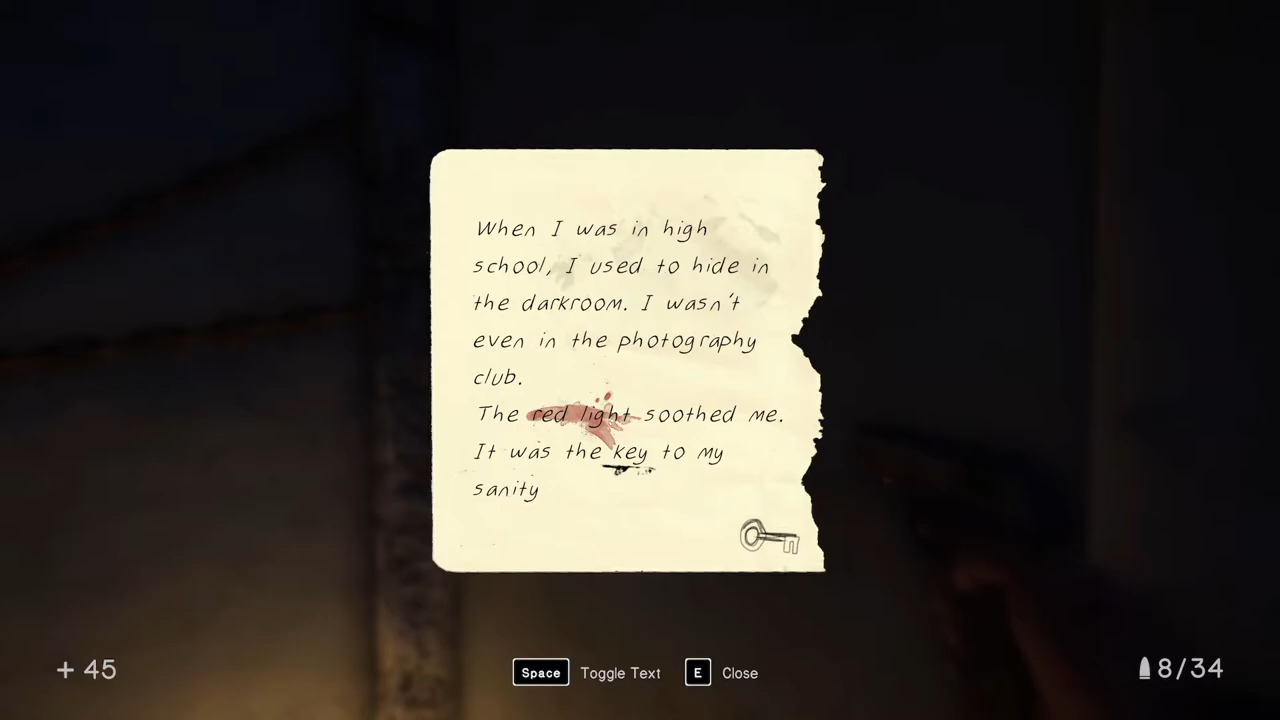 When I was in high
school, I used to hide in
the darkroom. I wasn't
even in the photography
club.
The red light soothed me.
It was the key to my
sanity
+ 45
Space Toggle Text E Close
8/34